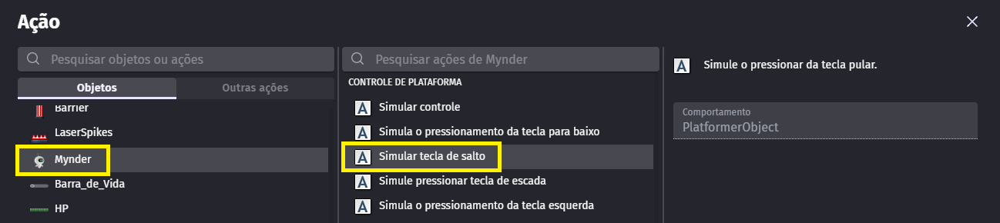 Ação
Pesquisar objetos ou ações
Objetos
Outras ações
Barrier
LaserSpikes
Mynder
Barra_de_Vida
HP
Pesquisar ações de Mynder
CONTROLE DE PLATAFORMA
A Simular controle
A Simula o pressionamento da tecla para baixo
A Simular tecla de salto
A Simule pressionar tecla de escada
A Simula o pressionamento da tecla esquerda
A Simule o pressionar da tecla pular.
Comportamento
PlatformerObject